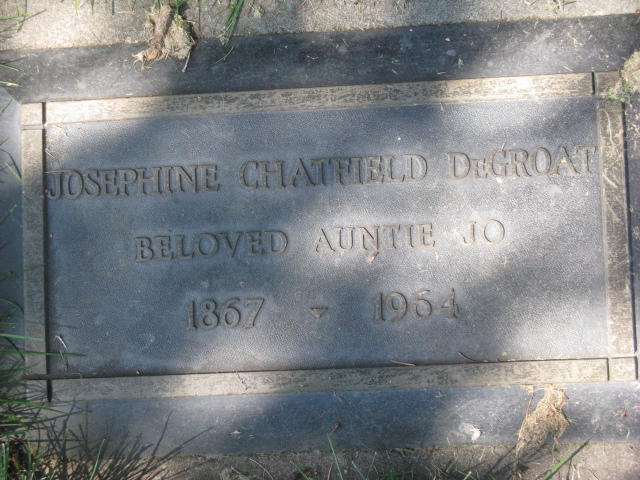 JOSEPHINE CHATFIELD DeGROAT
BELOVED AUNTIE JO
1867 - 1964